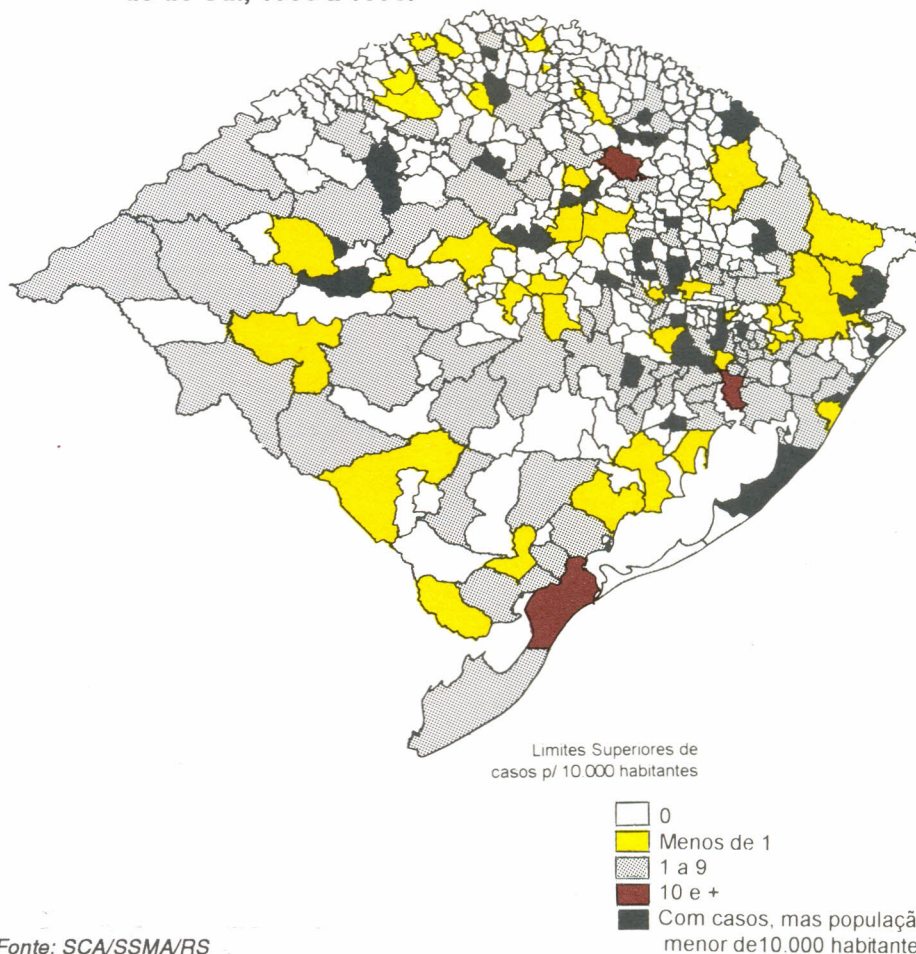 Limites Superiores de
casos p/ 10.000 habitantes
0
Menos de 1
1 a 9
10 e +
Com casos, mas populaçã
menor de10.000 habitante
Fonte: SCA/SSMA/RS